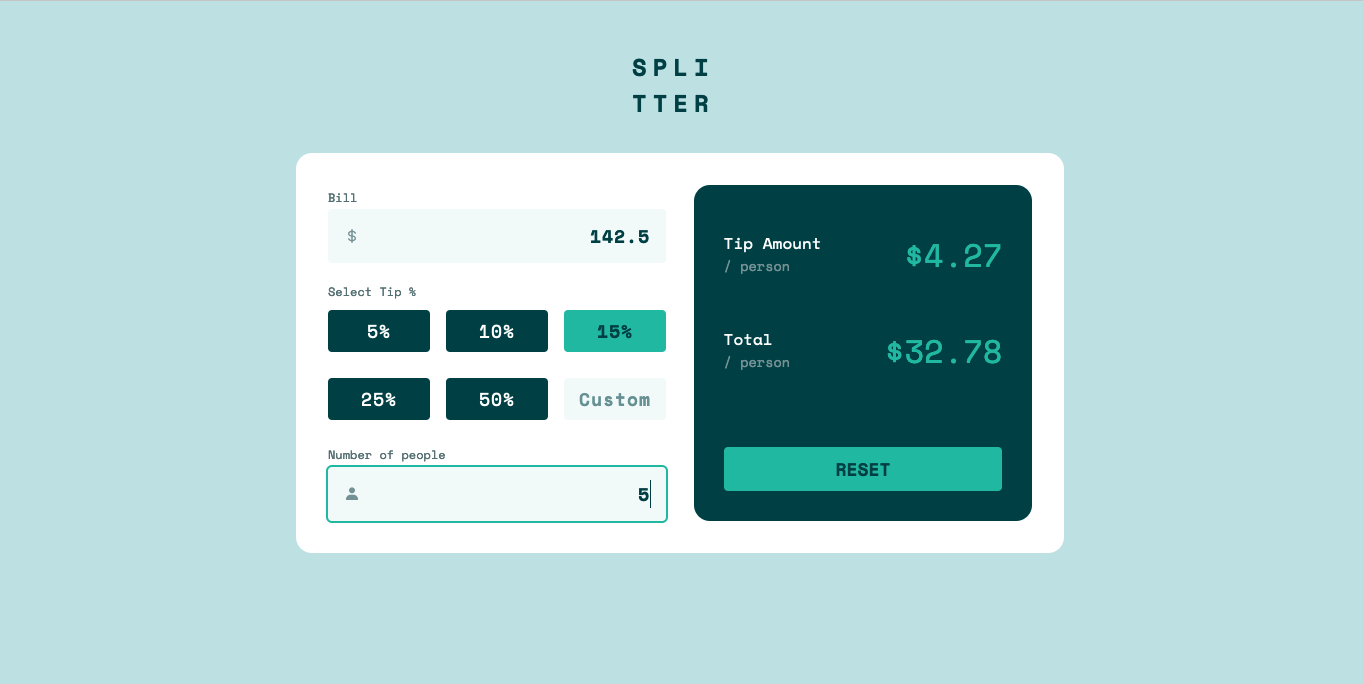 SPLI
TTER
Bill
$ 142.5
Select Tip %
5% 10% 15%
25% 50% Custom
Number of people
5
Tip Amount
/ person
$4.27
Total
/ person
$32.78
RESET